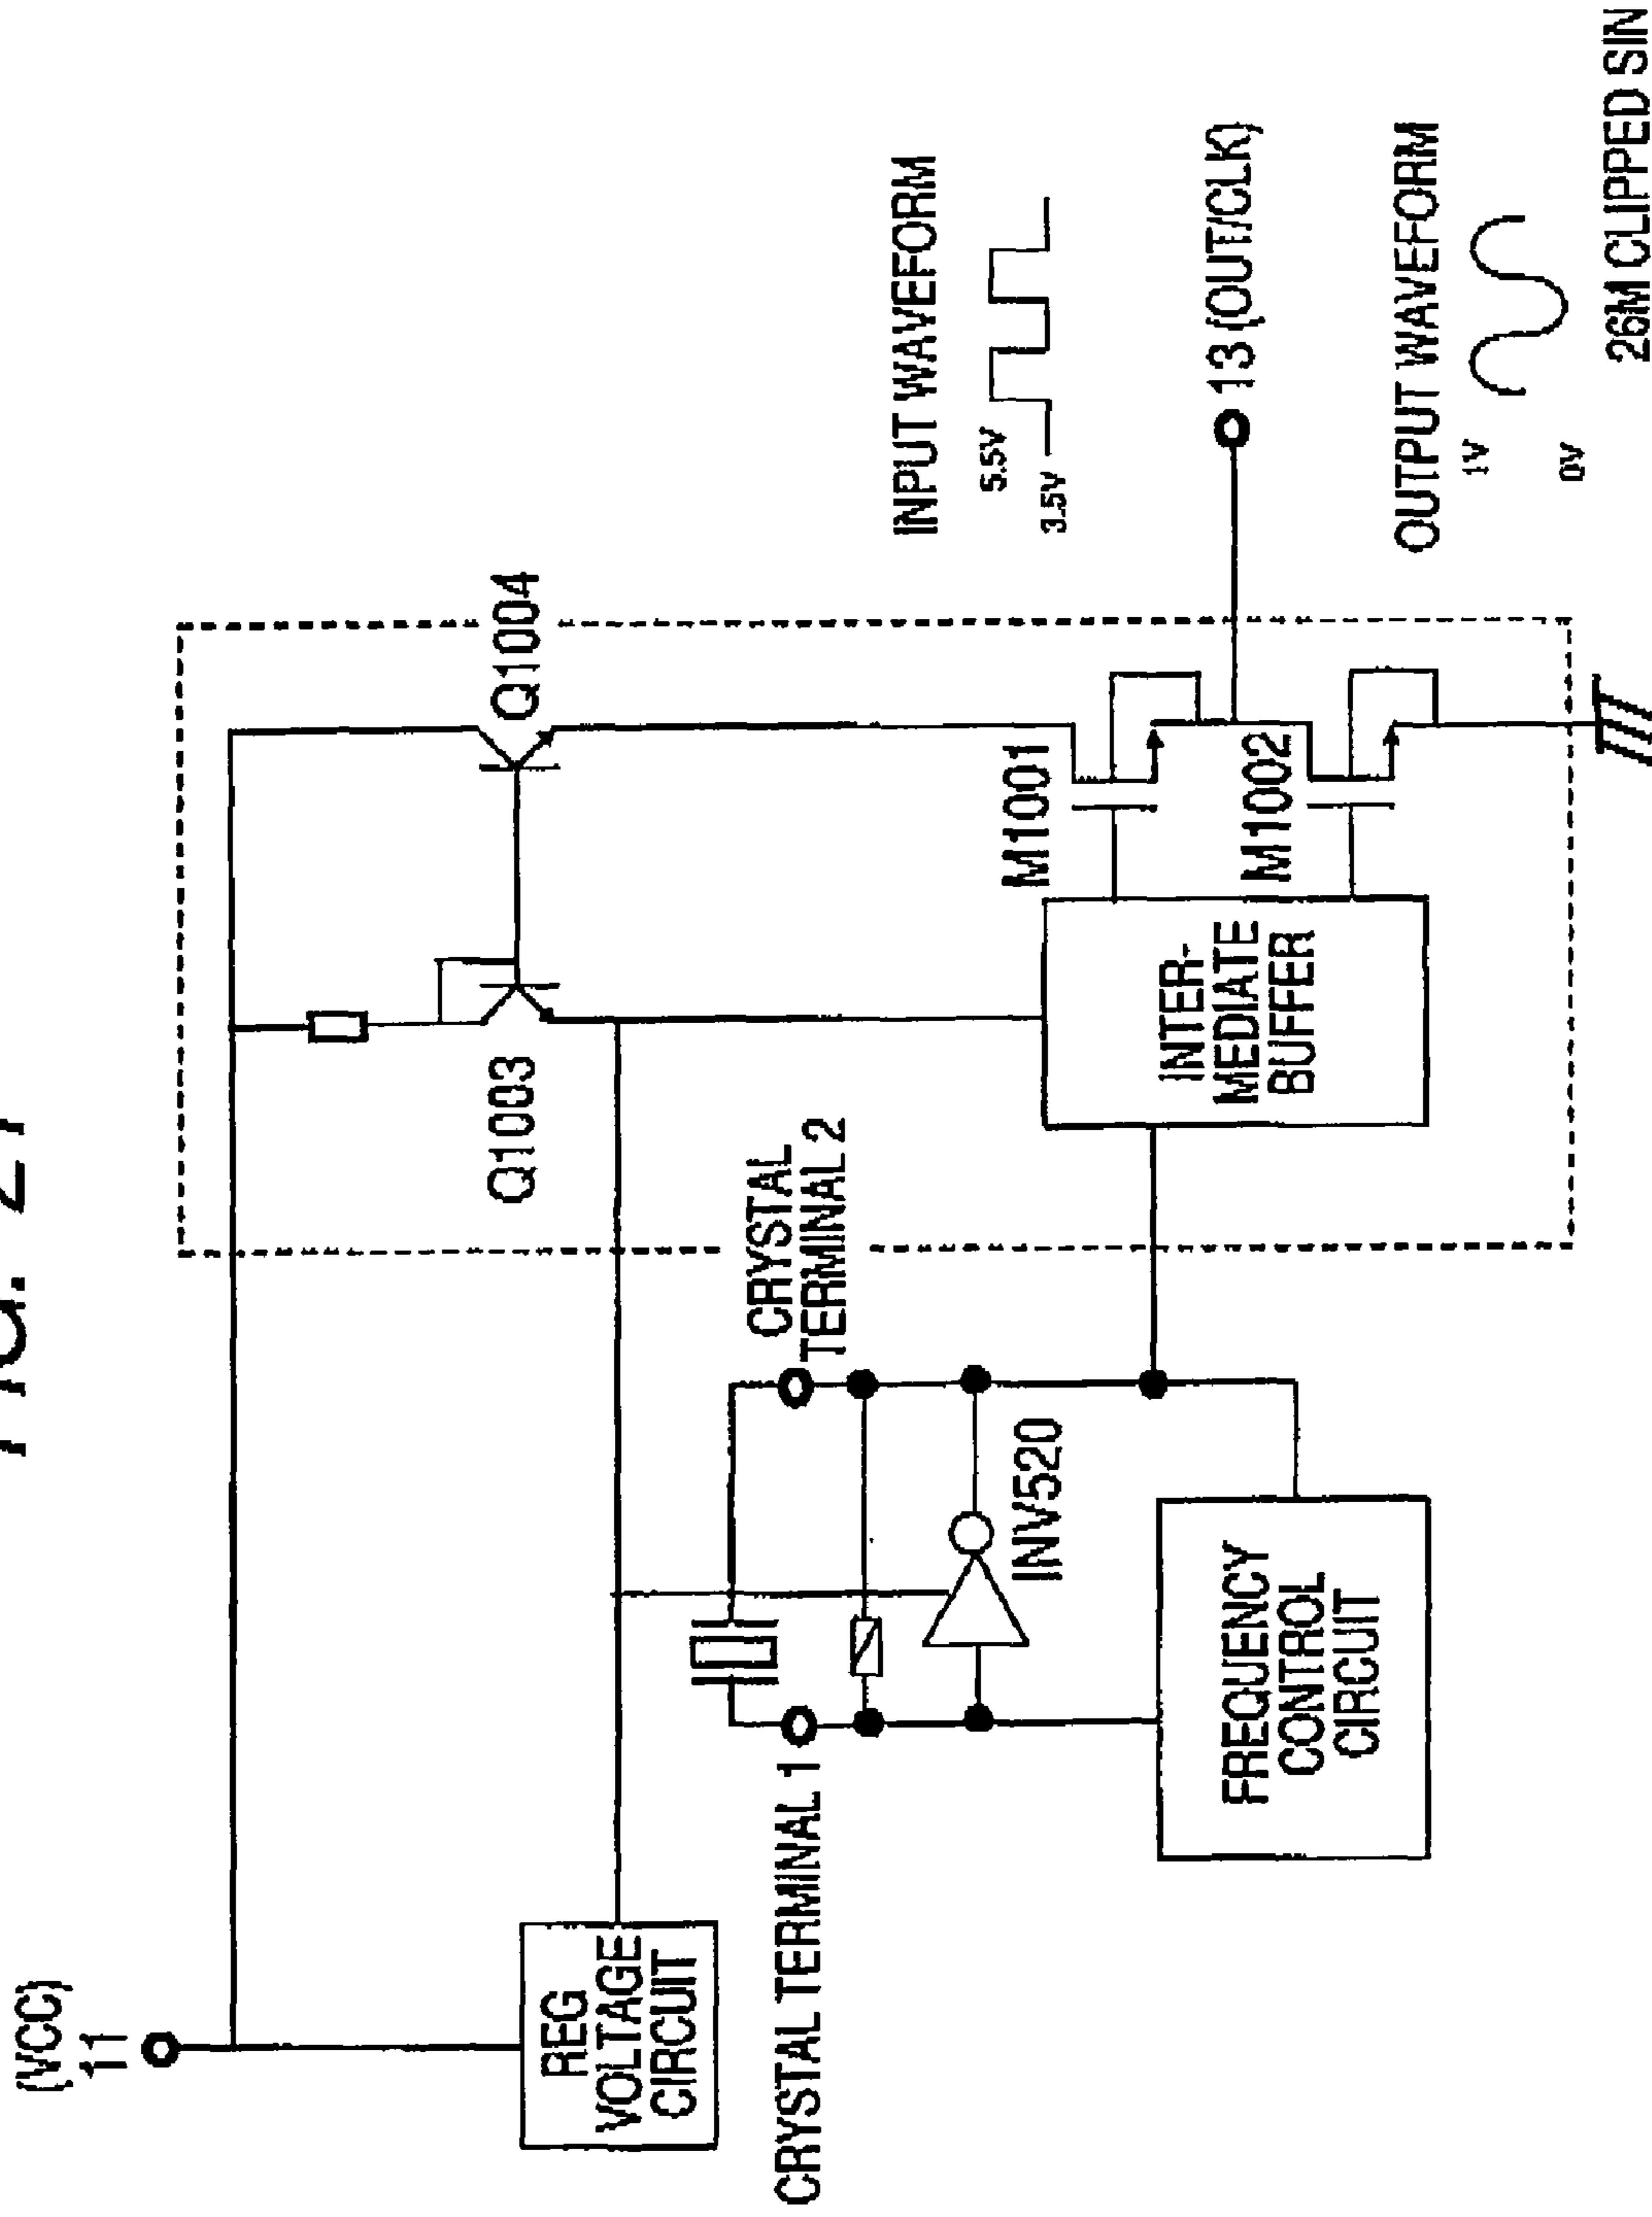 FIG.
(VCC)
11
REG
VOLTAGE
CIRCUIT
Q1003
Q1004
CRYSTAL TERMINAL 1
CRYSTAL
TERMINAL 2
INV520
FREQUENCY
CONTROL
CIRCUIT
INTER-
MEDIATE
BUFFER
M1001
M1002
INPUT WAVEFORM
5.5V
3.5V
13 (OUT/CLK)
OUTPUT WAVEFORM
1V
0V
26M CLIPPED SIN